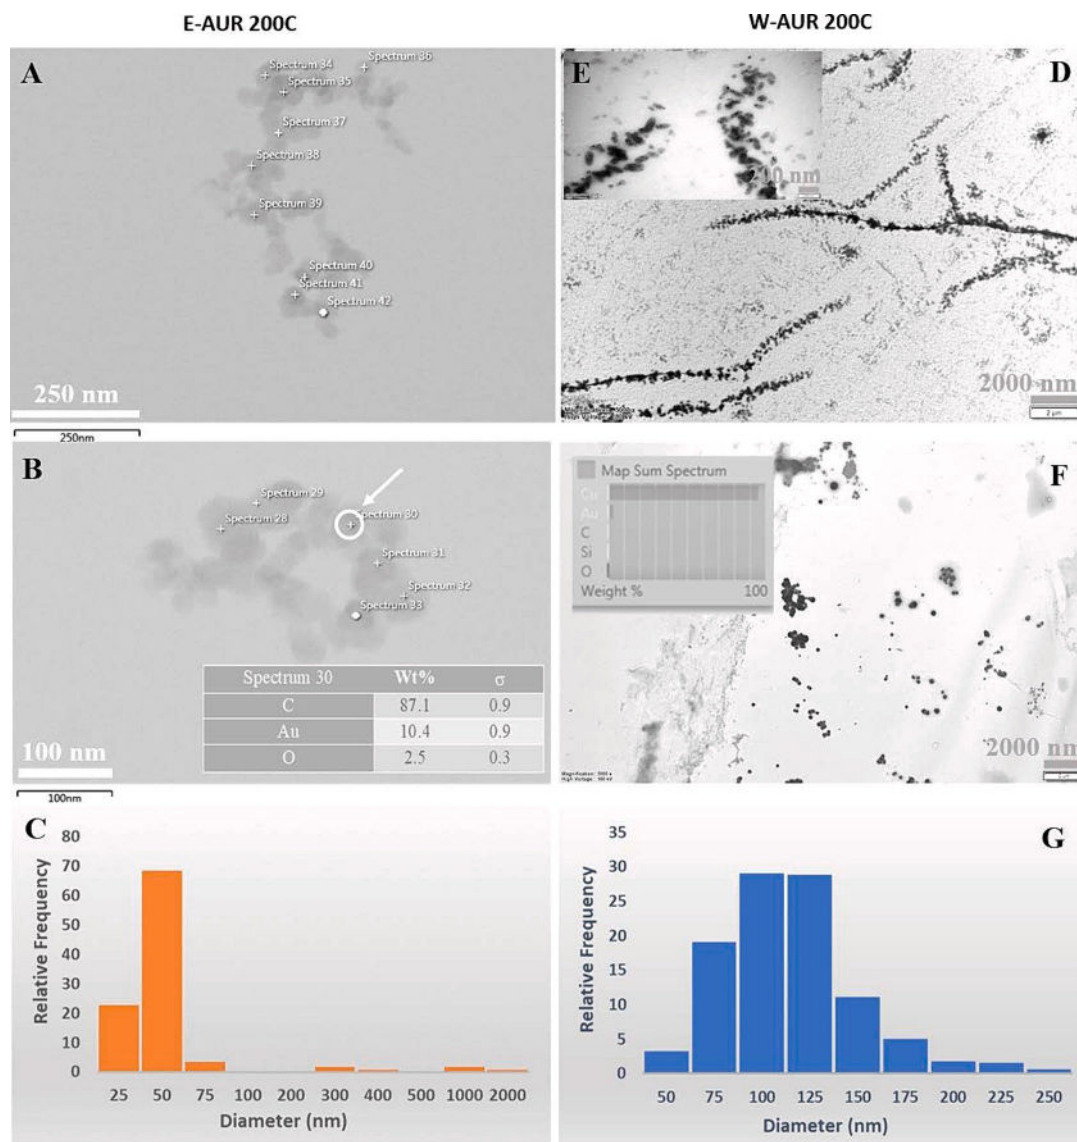 E-AUR 200C
W-AUR 200C
A
Spectrum 34
Spectrum 36
Spectrum 35
Spectrum 37
Spectrum 38
Spectrum 39
Spectrum 40
Spectrum 41
Spectrum 42
250 nm
250nm
E
D
nm
2000 nm
2 µm
B
Spectrum 29
Spectrum 28
Spectrum 30
Spectrum 31
Spectrum 32
Spectrum 33
Spectrum 30 Wt% σ
C 87.1 0.9
Au 10.4 0.9
O 2.5 0.3
100 nm
100nm
F
Map Sum Spectrum
Cu
Au
C
Si
O
Weight % 100
2000 nm
C
80
70
60
50
40
30
20
10
0
Relative Frequency
25 50 75 100 200 300 400 500 1000 2000
Diameter (nm)
G
35
30
25
20
15
10
5
0
Relative Frequency
50 75 100 125 150 175 200 225 250
Diameter (nm)